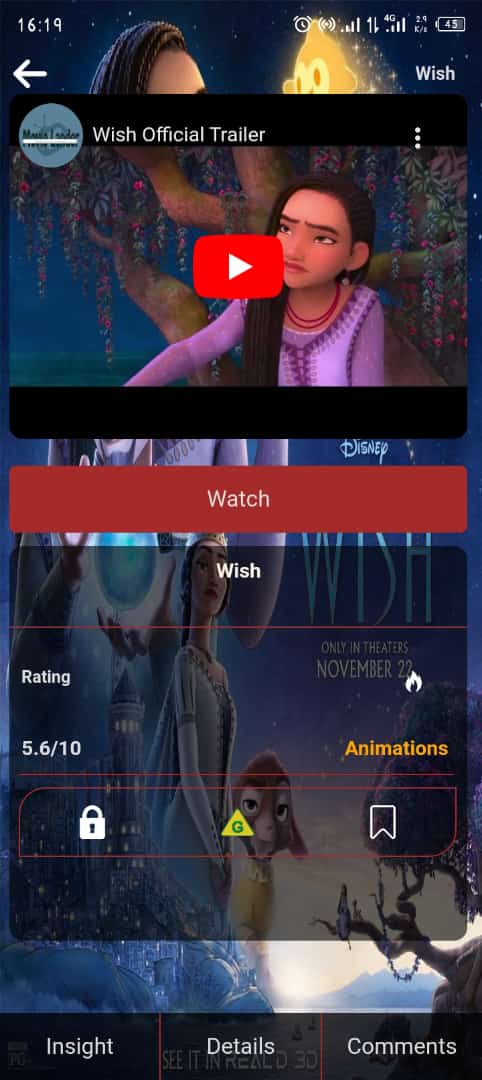 16:19
4G
2.9
K/s
45
Wish
Movie Lander
Wish Official Trailer
Disney
Watch
WISH
Wish
ONLY IN THEATERS
NOVEMBER 22
Rating
5.6/10
Animations
G
Insight
Details
Comments
PG
SEE IT IN REAL D 3D